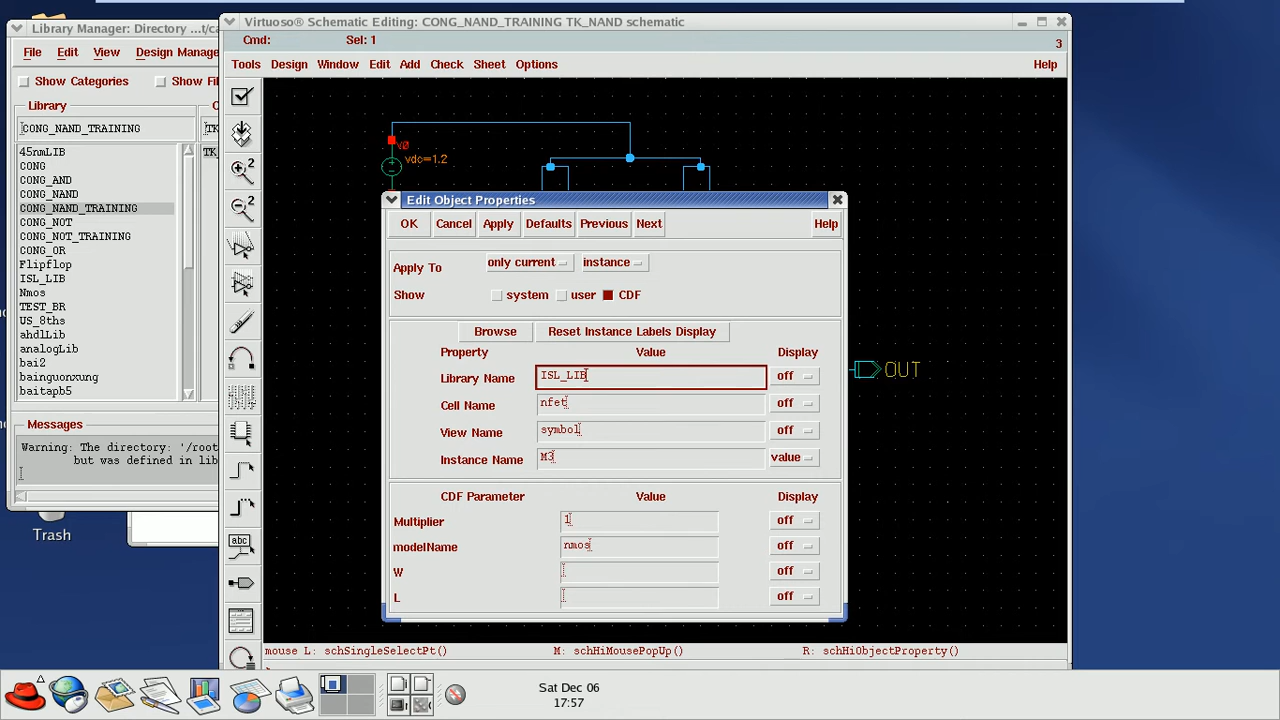 Library Manager: Directory ...t/ca
File Edit View Design Manage
Show Categories Show Fil
Library
CONG_NAND_TRAINING
45nmLIB
CONG
CONG_AND
CONG_NAND
CONG_NAND_TRAINING
CONG_NOT
CONG_NOT_TRAINING
CONG_OR
Flipflop
ISL_LIB
Nmos
TEST_BR
US_8ths
ahdlLib
analogLib
bai2
bainguonxung
baitapb5
Messages
Warning: The directory: '/root
but was defined in lib
Trash
Virtuoso® Schematic Editing: CONG_NAND_TRAINING TK_NAND schematic
Cmd: Sel: 1 3
Tools Design Window Edit Add Check Sheet Options Help
abc
V0
vdc=1.2
OUT
Edit Object Properties
OK Cancel Apply Defaults Previous Next Help
Apply To only current instance
Show system user CDF
Browse Reset Instance Labels Display
Property Value Display
Library Name ISL_LIB off
Cell Name nfet off
View Name symbol off
Instance Name M3 value
CDF Parameter Value Display
Multiplier 1 off
modelName nmos off
W off
L off
mouse L: schSingleSelectPt() M: schHiMousePopUp() R: schHiObjectProperty()
Sat Dec 06
17:57